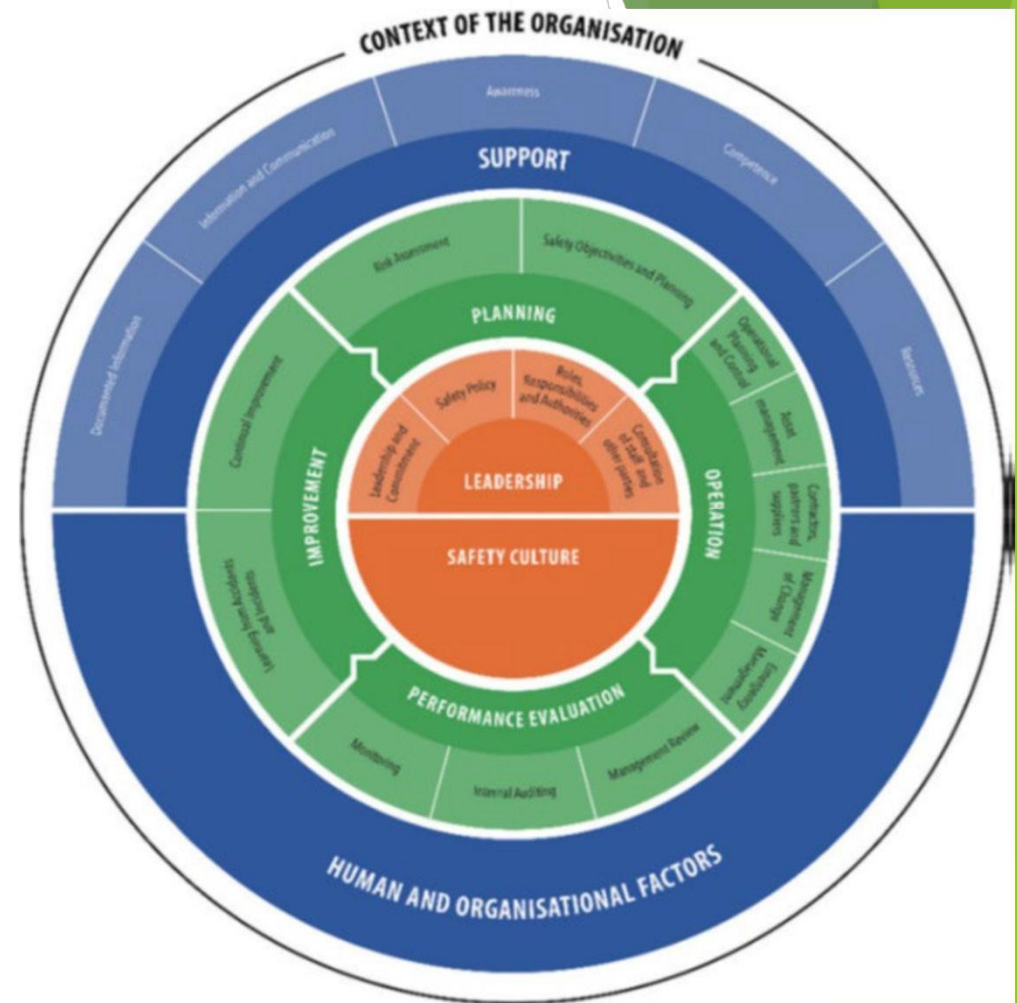 CONTEXT OF THE ORGANISATION
Documented Information
Information and Communication
Awareness
Competence
Resources
SUPPORT
Risk Assessment
Safety Objectivities and Planning
PLANNING
Operational
Planning
and Control
Asset
management
Contractors,
partners and
suppliers
Management
of Change
Emergency
Management
OPERATION
Continual Improvement
Learning from Accidents
and Incidents
IMPROVEMENT
Leadership and
Commitment
Safety Policy
Roles,
Responsibilities
and Authorities
Consultation
of staff and
other parties
LEADERSHIP
SAFETY CULTURE
PERFORMANCE EVALUATION
Monitoring
Internal Auditing
Management Review
HUMAN AND ORGANISATIONAL FACTORS